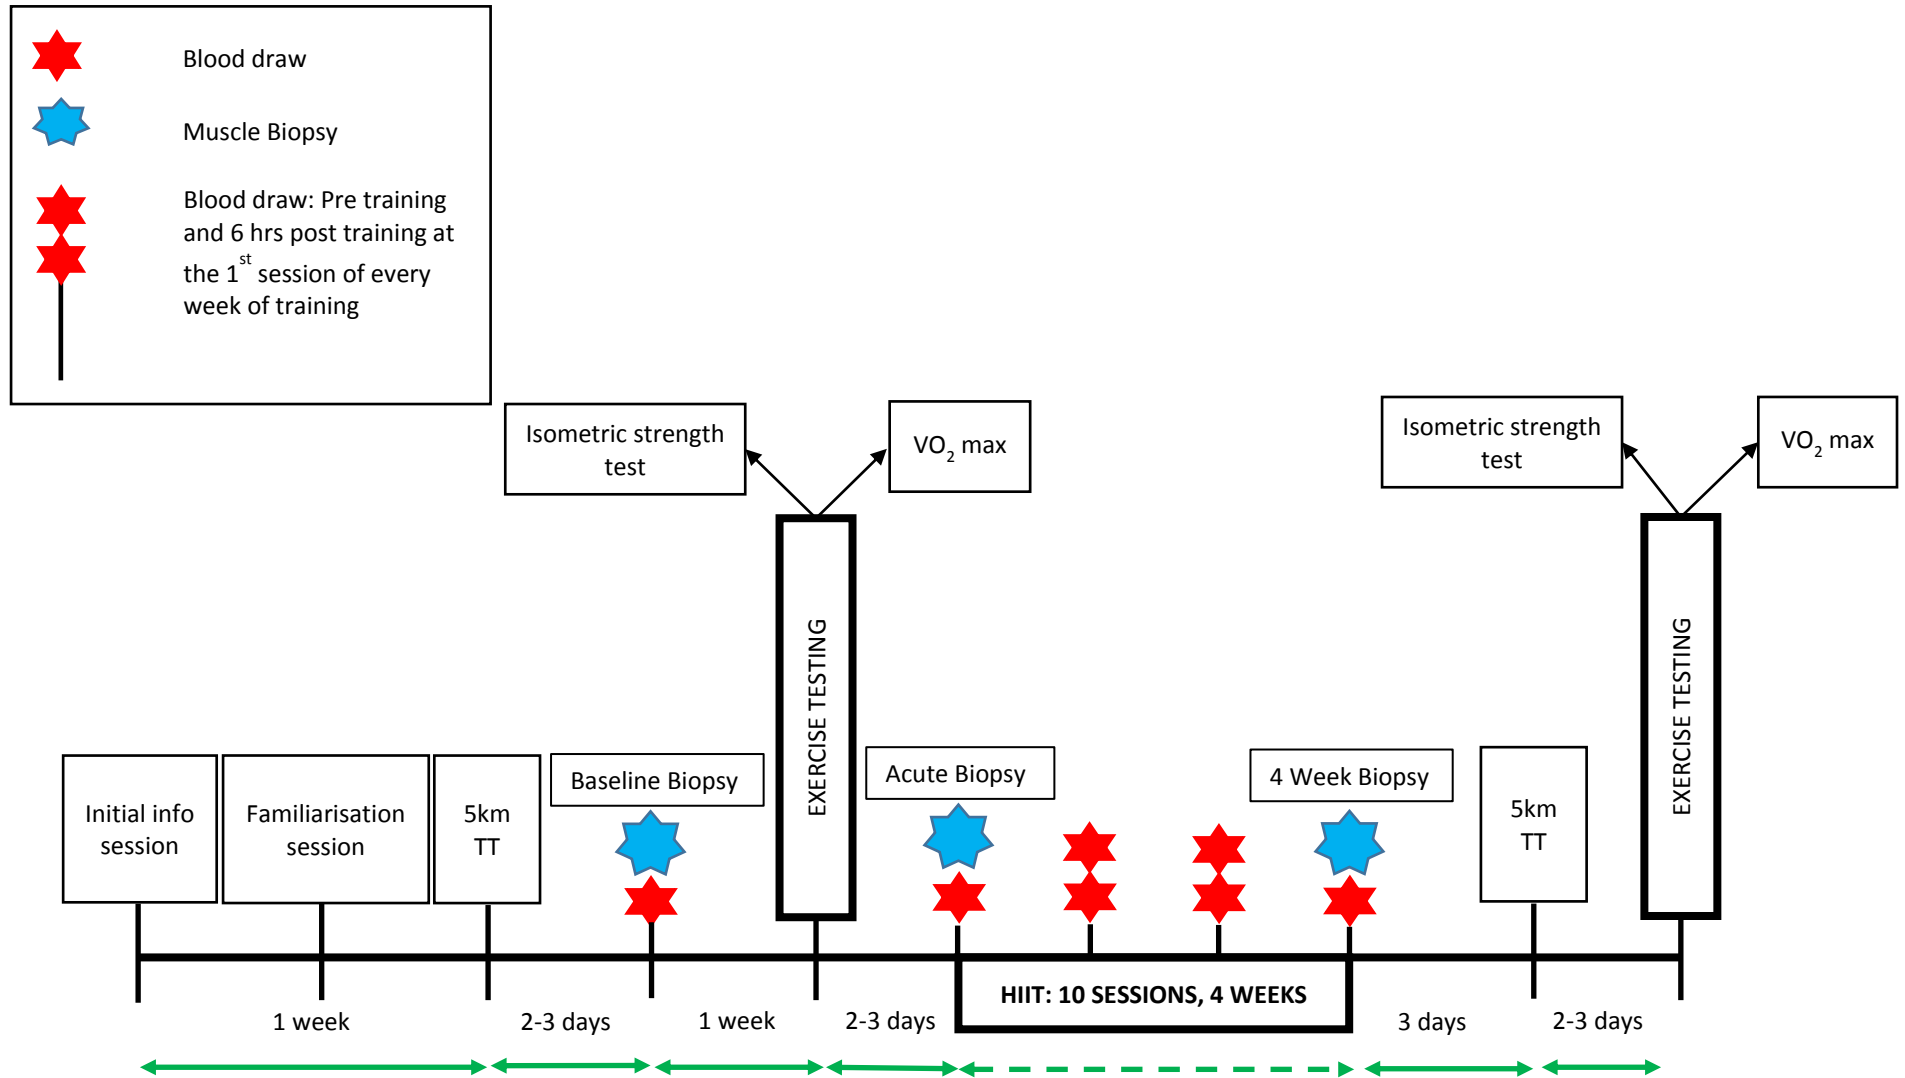 Blood draw
Muscle Biopsy
Blood draw: Pre training
and 6 hrs post training at
the 1st session of every
week of training
Isometric strength
test
VO2 max
Isometric strength
test
VO2 max
EXERCISE TESTING
EXERCISE TESTING
Initial info
session
Familiarisation
session
5km
TT
Baseline Biopsy
Acute Biopsy
4 Week Biopsy
5km
TT
HIIT: 10 SESSIONS, 4 WEEKS
1 week
2-3 days
1 week
2-3 days
3 days
2-3 days